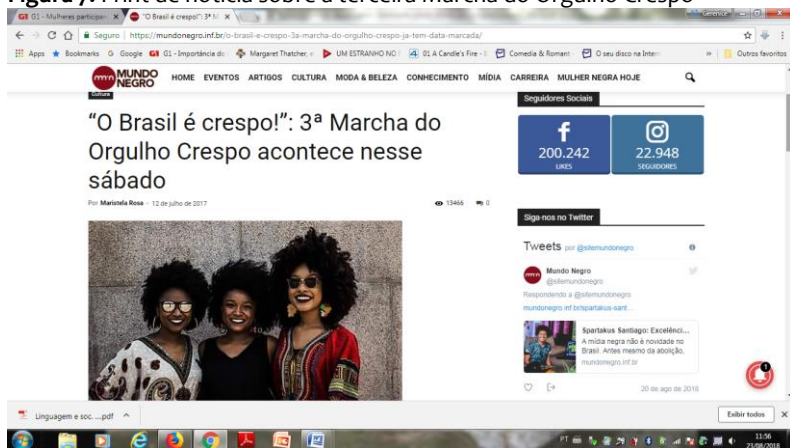 Figura 7. Print de notícia sobre a terceira Marcha do Orgulho Crespo
G1 - Mulheres particip
"O Brasil é crespo!": 3ª M
Seguro | https://mundonegro.inf.br/o-brasil-e-crespo-3a-marcha-do-orgulho-crespo-ja-tem-data-marcada/
Apps Bookmarks Google G1 - Importância do Margaret Thatcher, UM ESTRANHO NO 01 A Candle's Fire - Comedia & Romant O seu disco na Inter Outros favoritos
MUNDO NEGRO
HOME EVENTOS ARTIGOS CULTURA MODA & BELEZA CONHECIMENTO MÍDIA CARREIRA MULHER NEGRA HOJE
Cultura
"O Brasil é crespo!": 3ª Marcha do
Orgulho Crespo acontece nesse
sábado
Por Maristela Rosa - 12 de julho de 2017
13466 0
Seguidores Sociais
200.242
LIKES
22.948
SEGUIDORES
Siga-nos no Twitter
Tweets por @sitemundonegro
Mundo Negro
@sitemundonegro
Respondendo a @sitemundonegro
mundonegro.inf.br/spartakus-sant...
Spartakus Santiago: Excelênci...
A mídia negra não é novidade no
Brasil. Antes mesmo da abolição,
mundonegro.inf.br
20 de ago de 2018
1
Linguagem e soc. ....pdf
Exibir todos
PT
11:56
23/08/2018